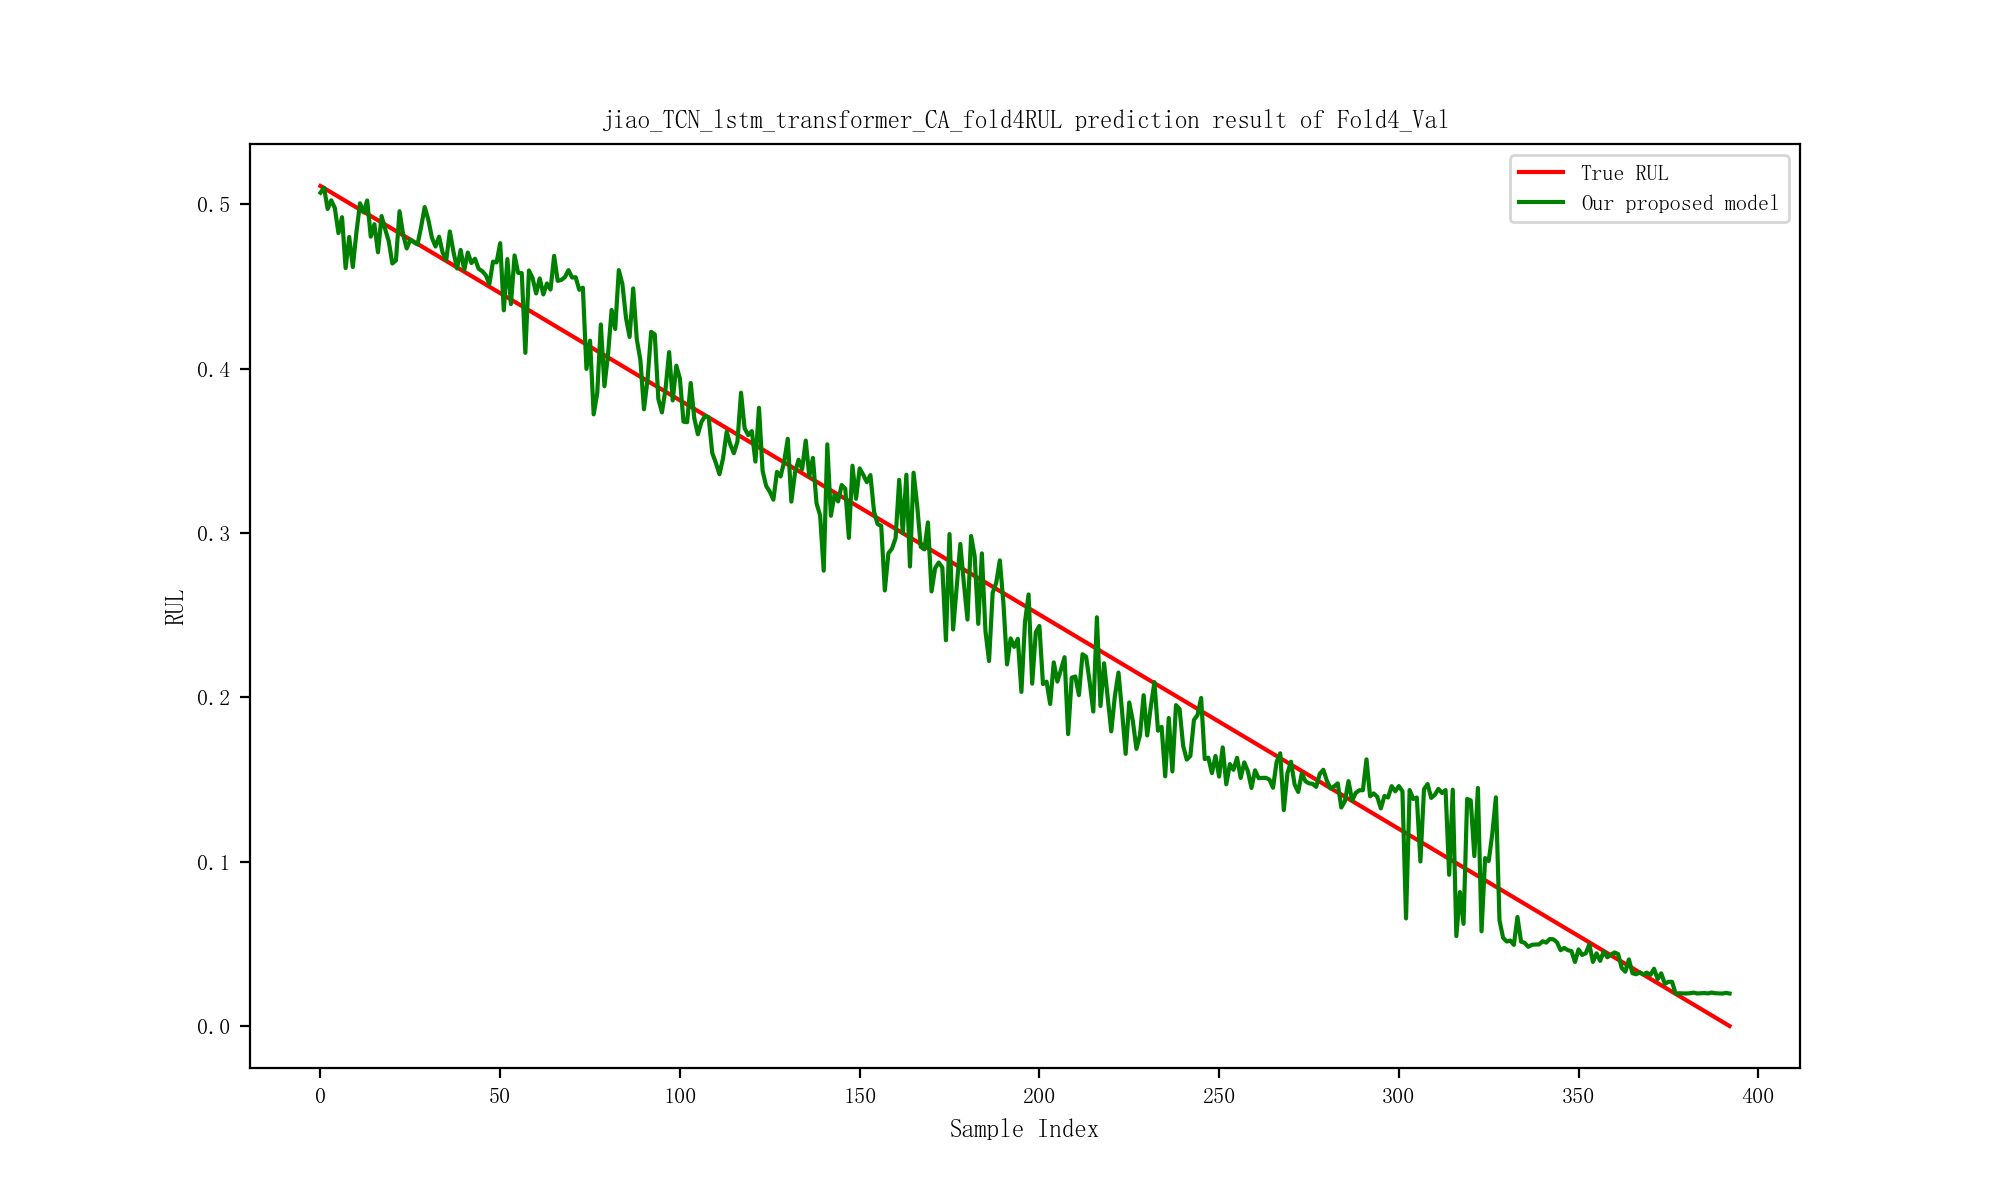 jiao_TCN_lstm_transformer_CA_fold4RUL prediction result of Fold4_Val
True RUL
Our proposed model
0.5
0.4
0.3
0.2
0.1
0.0
RUL
0 50 100 150 200 250 300 350 400
Sample Index